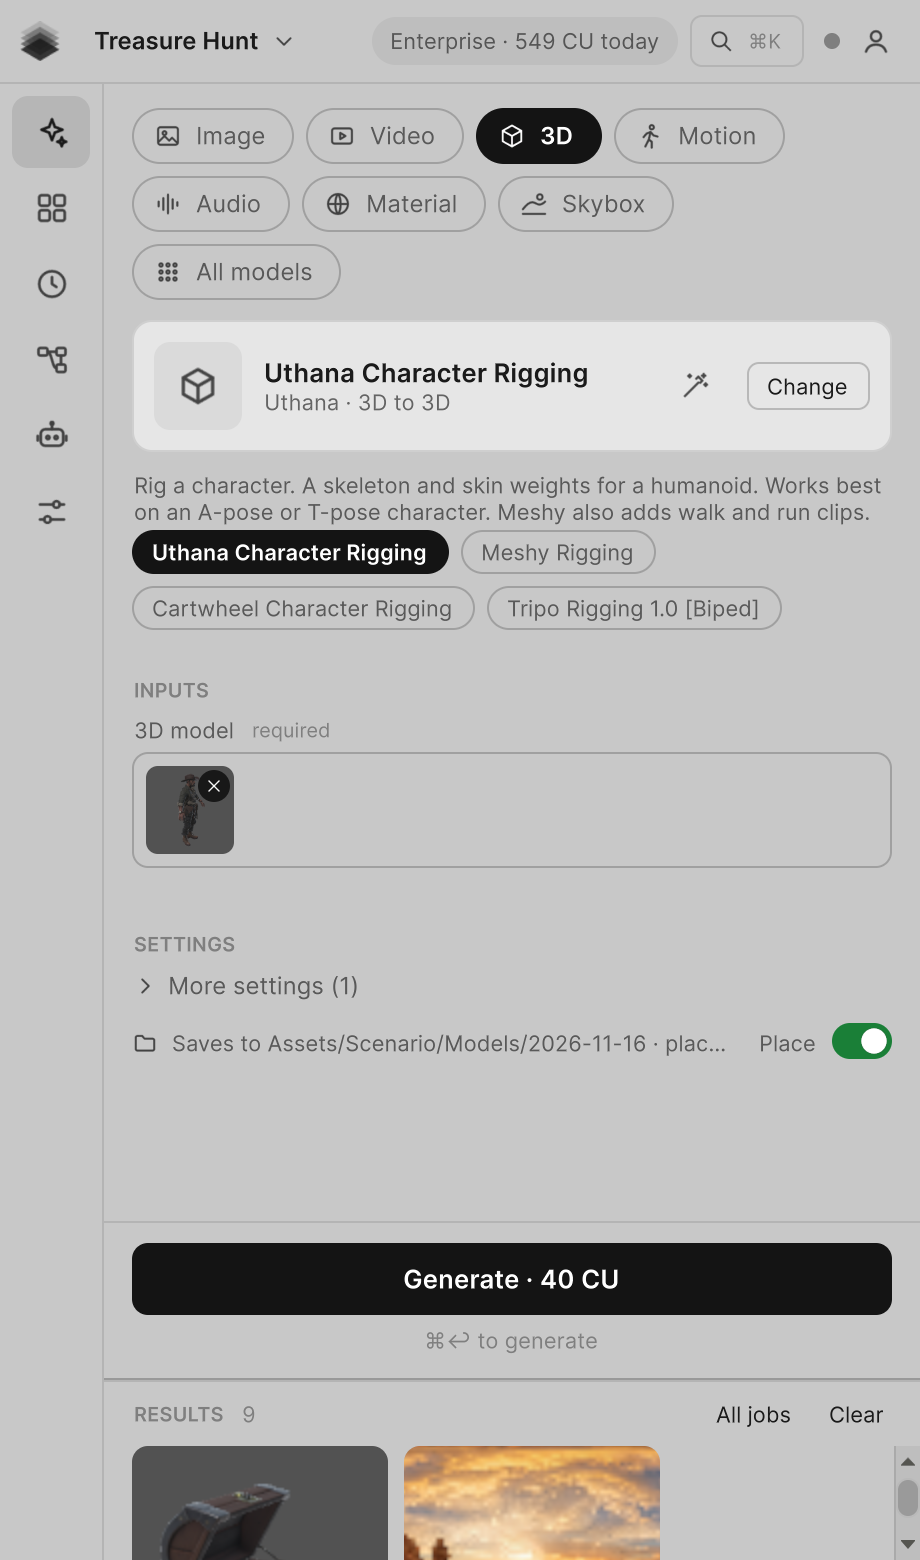 Treasure Hunt
Enterprise · 549 CU today
⌘K
Image
Video
3D
Motion
Audio
Material
Skybox
All models
Uthana Character Rigging
Uthana · 3D to 3D
Change
Rig a character. A skeleton and skin weights for a humanoid. Works best
on an A-pose or T-pose character. Meshy also adds walk and run clips.
Uthana Character Rigging
Meshy Rigging
Cartwheel Character Rigging
Tripo Rigging 1.0 [Biped]
INPUTS
3D model required
SETTINGS
More settings (1)
Saves to Assets/Scenario/Models/2026-11-16 · plac...
Place
Generate · 40 CU
⌘↩ to generate
RESULTS 9
All jobs
Clear